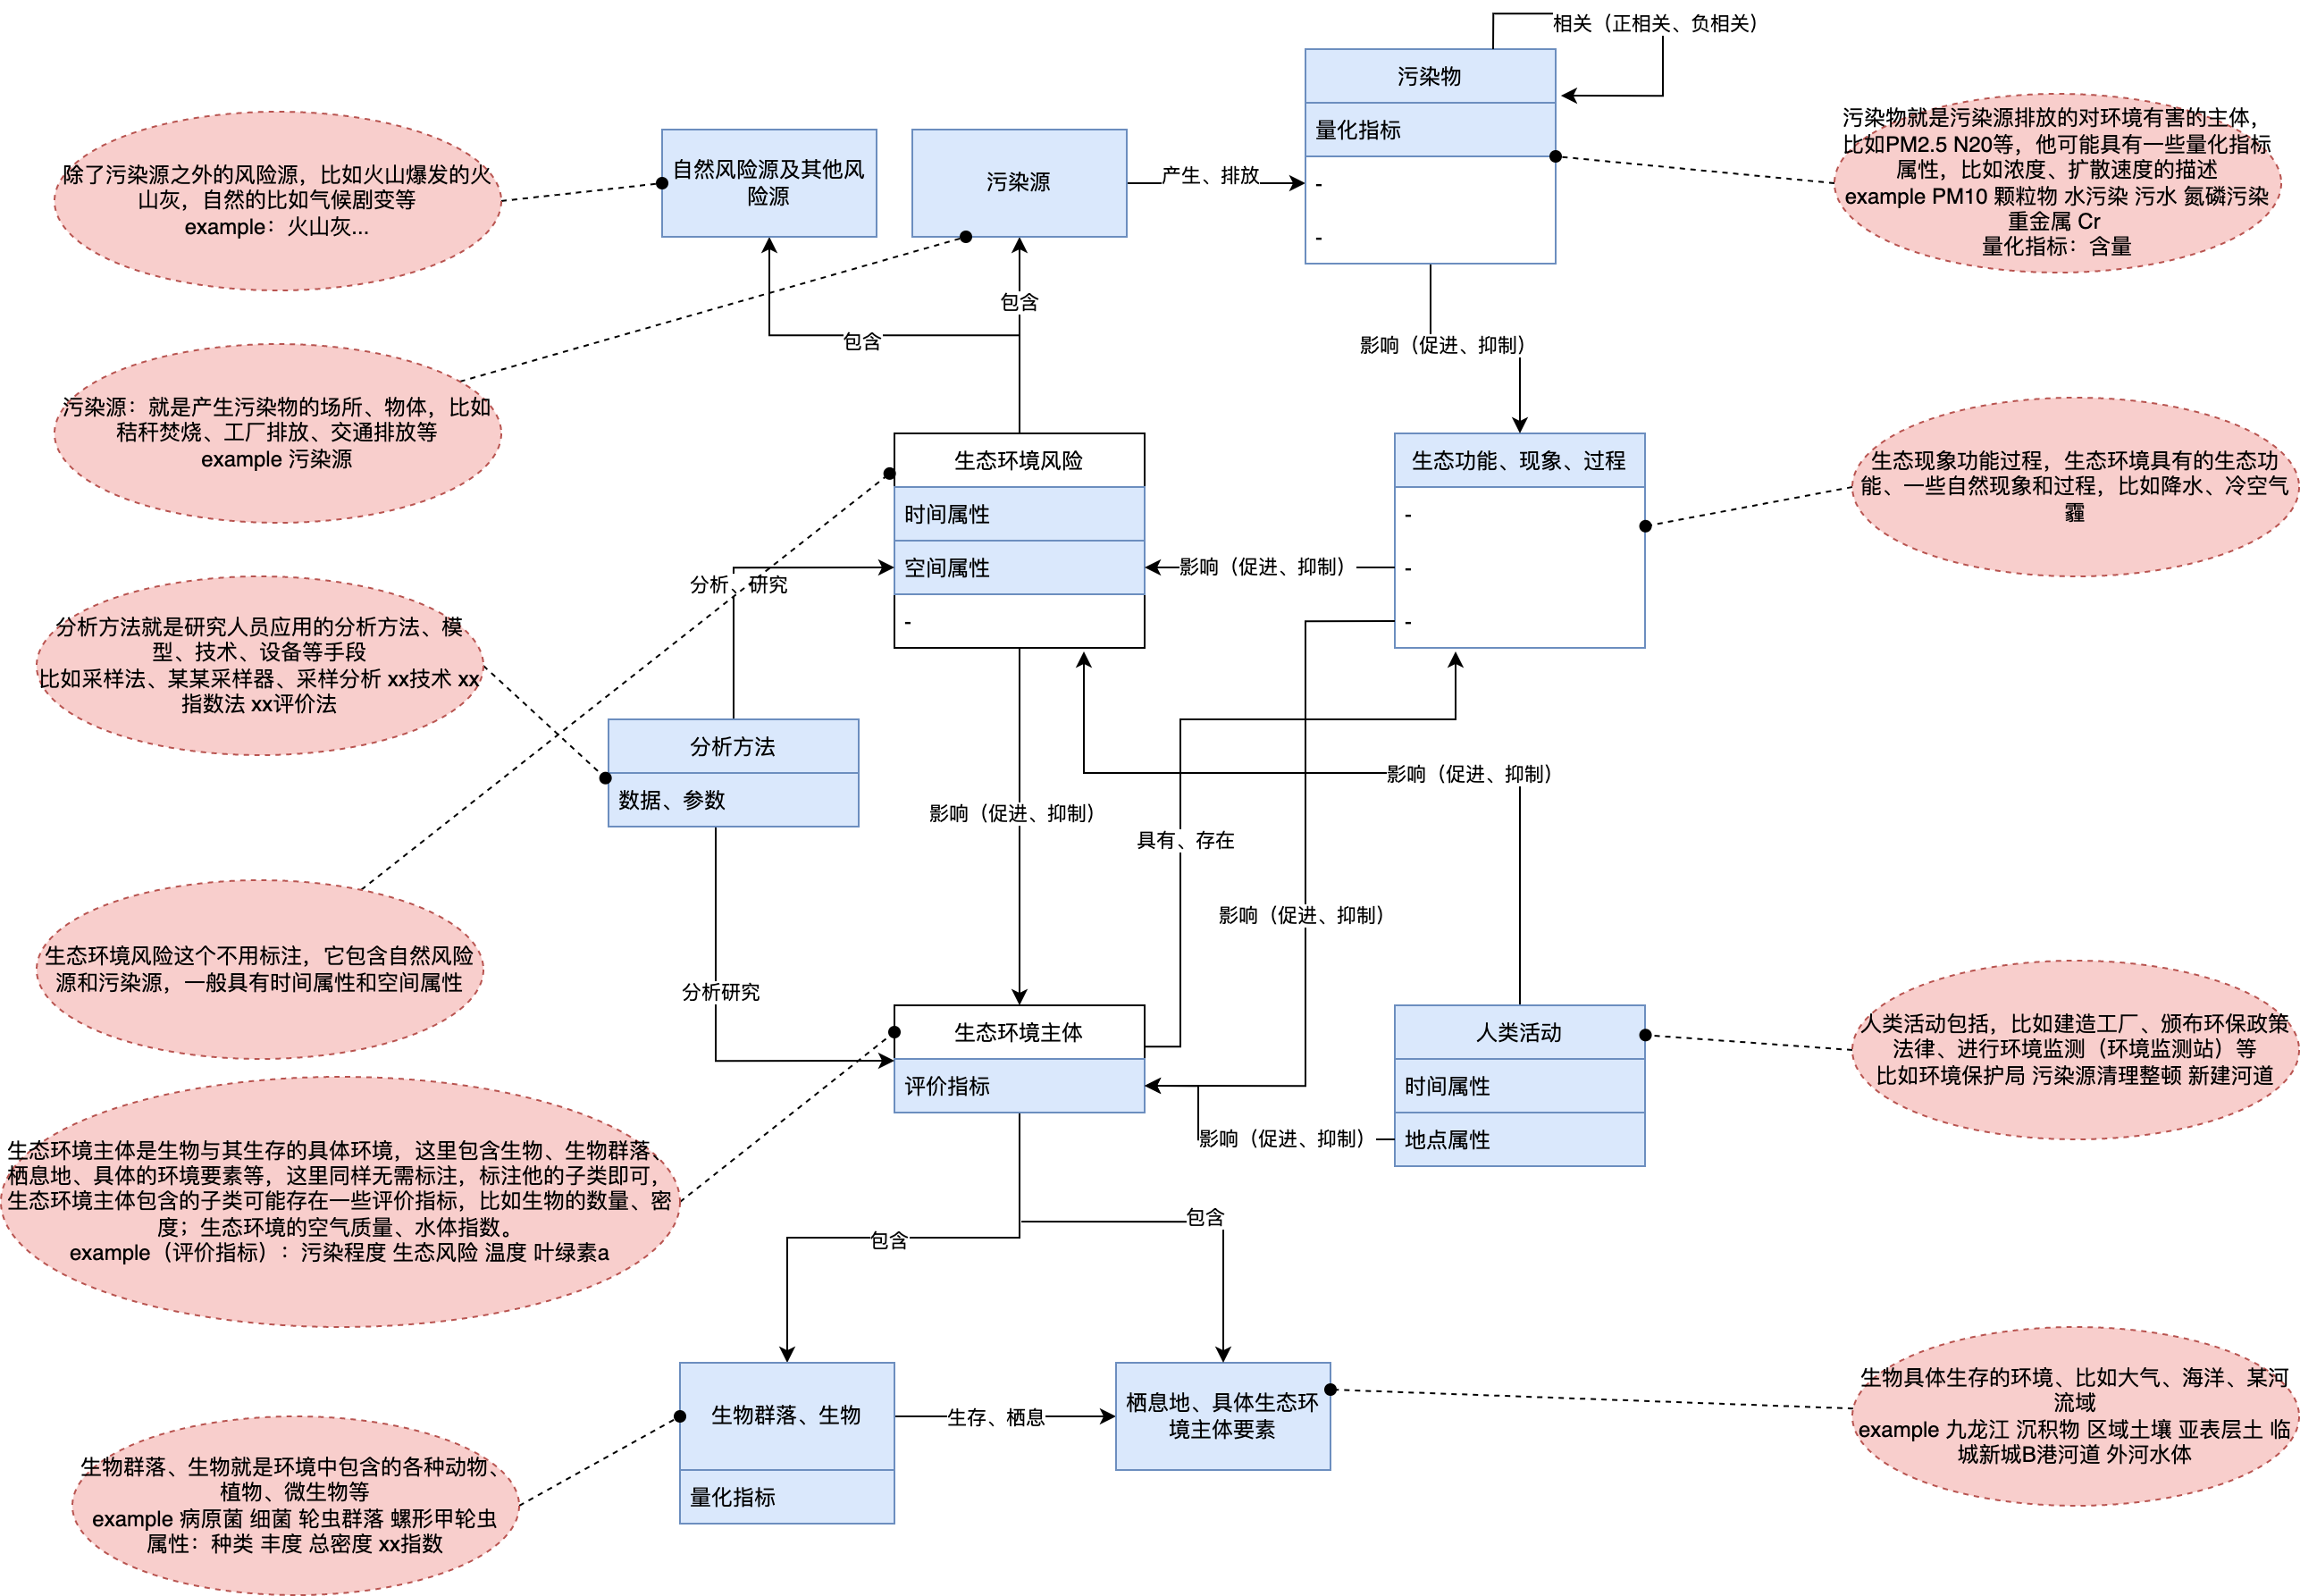 相关（正相关、负相关）
污染物
量化指标
-
-
污染物就是污染源排放的对环境有害的主体，
比如PM2.5 N20等，他可能具有一些量化指标
属性，比如浓度、扩散速度的描述
example PM10 颗粒物 水污染 污水 氮磷污染
重金属 Cr
量化指标：含量
除了污染源之外的风险源，比如火山爆发的火
山灰，自然的比如气候剧变等
example：火山灰...
自然风险源及其他风
险源
污染源
产生、排放
包含
包含
影响（促进、抑制）
污染源：就是产生污染物的场所、物体，比如
秸秆焚烧、工厂排放、交通排放等
example 污染源
生态环境风险
时间属性
空间属性
-
生态功能、现象、过程
-
-
-
生态现象功能过程，生态环境具有的生态功
能、一些自然现象和过程，比如降水、冷空气
霾
影响（促进、抑制）
分析、研究
分析方法就是研究人员应用的分析方法、模
型、技术、设备等手段
比如采样法、某某采样器、采样分析 xx技术 xx
指数法 xx评价法
分析方法
数据、参数
影响（促进、抑制）
影响（促进、抑制）
具有、存在
影响（促进、抑制）
生态环境风险这个不用标注，它包含自然风险
源和污染源，一般具有时间属性和空间属性
分析研究
生态环境主体
评价指标
人类活动
时间属性
地点属性
人类活动包括，比如建造工厂、颁布环保政策
法律、进行环境监测（环境监测站）等
比如环境保护局 污染源清理整顿 新建河道
影响（促进、抑制）
生态环境主体是生物与其生存的具体环境，这里包含生物、生物群落、
栖息地、具体的环境要素等，这里同样无需标注，标注他的子类即可，
生态环境主体包含的子类可能存在一些评价指标，比如生物的数量、密
度；生态环境的空气质量、水体指数。
example（评价指标）：污染程度 生态风险 温度 叶绿素a
包含
包含
生物群落、生物
量化指标
生存、栖息
栖息地、具体生态环
境主体要素
生物具体生存的环境、比如大气、海洋、某河
流域
example 九龙江 沉积物 区域土壤 亚表层土 临
城新城B港河道 外河水体
生物群落、生物就是环境中包含的各种动物、
植物、微生物等
example 病原菌 细菌 轮虫群落 螺形甲轮虫
属性：种类 丰度 总密度 xx指数